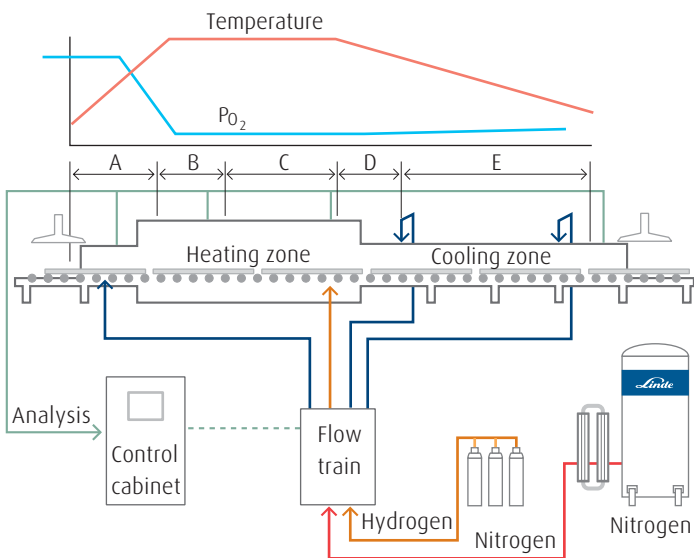 Temperature
PO2
A B C D E
Heating zone
Cooling zone
Analysis
Control
cabinet
Flow
train
Hydrogen
Nitrogen
Linde
Nitrogen